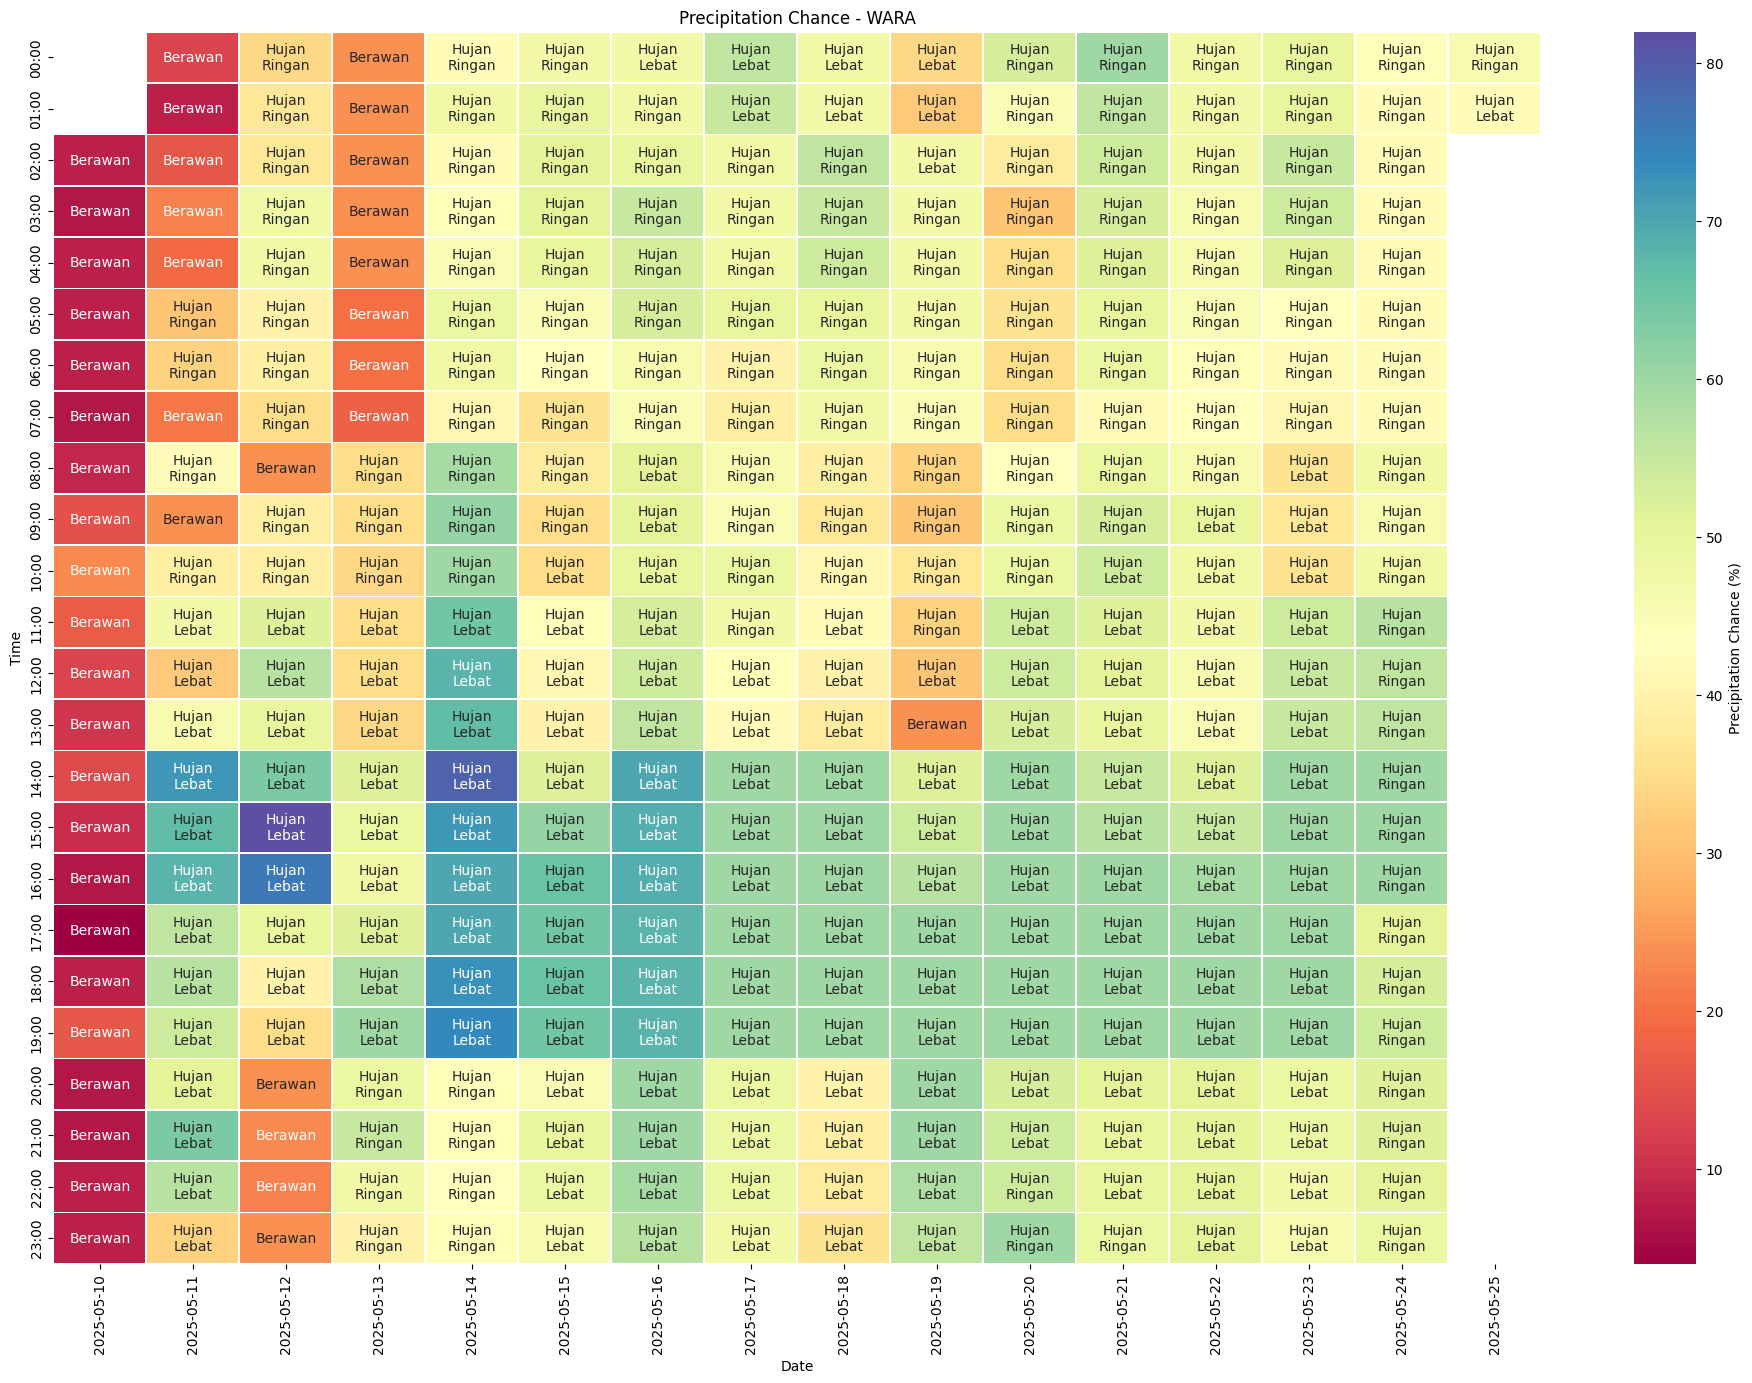 Precipitation Chance - WARA
00:00 Berawan Hujan Ringan Berawan Hujan Ringan Hujan Ringan Hujan Lebat Hujan Lebat Hujan Lebat Hujan Lebat Hujan Ringan Hujan Ringan Hujan Ringan Hujan Ringan Hujan Ringan Hujan Ringan
01:00 Berawan Hujan Ringan Berawan Hujan Ringan Hujan Ringan Hujan Ringan Hujan Lebat Hujan Lebat Hujan Lebat Hujan Ringan Hujan Ringan Hujan Ringan Hujan Ringan Hujan Ringan Hujan Lebat
02:00 Berawan Berawan Hujan Ringan Berawan Hujan Ringan Hujan Ringan Hujan Ringan Hujan Ringan Hujan Ringan Hujan Lebat Hujan Ringan Hujan Ringan Hujan Ringan Hujan Ringan Hujan Ringan
03:00 Berawan Berawan Hujan Ringan Berawan Hujan Ringan Hujan Ringan Hujan Ringan Hujan Ringan Hujan Ringan Hujan Ringan Hujan Ringan Hujan Ringan Hujan Ringan Hujan Ringan Hujan Ringan
04:00 Berawan Berawan Hujan Ringan Berawan Hujan Ringan Hujan Ringan Hujan Ringan Hujan Ringan Hujan Ringan Hujan Ringan Hujan Ringan Hujan Ringan Hujan Ringan Hujan Ringan Hujan Ringan
05:00 Berawan Hujan Ringan Hujan Ringan Berawan Hujan Ringan Hujan Ringan Hujan Ringan Hujan Ringan Hujan Ringan Hujan Ringan Hujan Ringan Hujan Ringan Hujan Ringan Hujan Ringan Hujan Ringan
06:00 Berawan Hujan Ringan Hujan Ringan Berawan Hujan Ringan Hujan Ringan Hujan Ringan Hujan Ringan Hujan Ringan Hujan Ringan Hujan Ringan Hujan Ringan Hujan Ringan Hujan Ringan Hujan Ringan
07:00 Berawan Berawan Hujan Ringan Berawan Hujan Ringan Hujan Ringan Hujan Ringan Hujan Ringan Hujan Ringan Hujan Ringan Hujan Ringan Hujan Ringan Hujan Ringan Hujan Ringan Hujan Ringan
08:00 Berawan Hujan Ringan Berawan Hujan Ringan Hujan Ringan Hujan Ringan Hujan Lebat Hujan Ringan Hujan Ringan Hujan Ringan Hujan Ringan Hujan Ringan Hujan Ringan Hujan Lebat Hujan Ringan
09:00 Berawan Berawan Hujan Ringan Hujan Ringan Hujan Ringan Hujan Ringan Hujan Lebat Hujan Ringan Hujan Ringan Hujan Ringan Hujan Ringan Hujan Ringan Hujan Lebat Hujan Lebat Hujan Ringan
10:00 Berawan Hujan Ringan Hujan Ringan Hujan Ringan Hujan Ringan Hujan Lebat Hujan Lebat Hujan Ringan Hujan Ringan Hujan Ringan Hujan Ringan Hujan Lebat Hujan Lebat Hujan Lebat Hujan Ringan
11:00 Berawan Hujan Lebat Hujan Lebat Hujan Lebat Hujan Lebat Hujan Lebat Hujan Lebat Hujan Ringan Hujan Lebat Hujan Ringan Hujan Lebat Hujan Lebat Hujan Lebat Hujan Lebat Hujan Ringan
12:00 Berawan Hujan Lebat Hujan Lebat Hujan Lebat Hujan Lebat Hujan Lebat Hujan Lebat Hujan Lebat Hujan Lebat Hujan Lebat Hujan Lebat Hujan Lebat Hujan Lebat Hujan Lebat Hujan Ringan
13:00 Berawan Hujan Lebat Hujan Lebat Hujan Lebat Hujan Lebat Hujan Lebat Hujan Lebat Hujan Lebat Hujan Lebat Berawan Hujan Lebat Hujan Lebat Hujan Lebat Hujan Lebat Hujan Ringan
14:00 Berawan Hujan Lebat Hujan Lebat Hujan Lebat Hujan Lebat Hujan Lebat Hujan Lebat Hujan Lebat Hujan Lebat Hujan Lebat Hujan Lebat Hujan Lebat Hujan Lebat Hujan Lebat Hujan Ringan
15:00 Berawan Hujan Lebat Hujan Lebat Hujan Lebat Hujan Lebat Hujan Lebat Hujan Lebat Hujan Lebat Hujan Lebat Hujan Lebat Hujan Lebat Hujan Lebat Hujan Lebat Hujan Lebat Hujan Ringan
16:00 Berawan Hujan Lebat Hujan Lebat Hujan Lebat Hujan Lebat Hujan Lebat Hujan Lebat Hujan Lebat Hujan Lebat Hujan Lebat Hujan Lebat Hujan Lebat Hujan Lebat Hujan Lebat Hujan Ringan
17:00 Berawan Hujan Lebat Hujan Lebat Hujan Lebat Hujan Lebat Hujan Lebat Hujan Lebat Hujan Lebat Hujan Lebat Hujan Lebat Hujan Lebat Hujan Lebat Hujan Lebat Hujan Lebat Hujan Ringan
18:00 Berawan Hujan Lebat Hujan Lebat Hujan Lebat Hujan Lebat Hujan Lebat Hujan Lebat Hujan Lebat Hujan Lebat Hujan Lebat Hujan Lebat Hujan Lebat Hujan Lebat Hujan Lebat Hujan Ringan
19:00 Berawan Hujan Lebat Hujan Lebat Hujan Lebat Hujan Lebat Hujan Lebat Hujan Lebat Hujan Lebat Hujan Lebat Hujan Lebat Hujan Lebat Hujan Lebat Hujan Lebat Hujan Lebat Hujan Ringan
20:00 Berawan Hujan Lebat Berawan Hujan Ringan Hujan Ringan Hujan Lebat Hujan Lebat Hujan Lebat Hujan Lebat Hujan Lebat Hujan Lebat Hujan Lebat Hujan Lebat Hujan Lebat Hujan Ringan
21:00 Berawan Hujan Lebat Berawan Hujan Ringan Hujan Ringan Hujan Lebat Hujan Lebat Hujan Lebat Hujan Lebat Hujan Lebat Hujan Lebat Hujan Lebat Hujan Lebat Hujan Lebat Hujan Ringan
22:00 Berawan Hujan Lebat Berawan Hujan Ringan Hujan Ringan Hujan Lebat Hujan Lebat Hujan Lebat Hujan Lebat Hujan Lebat Hujan Ringan Hujan Lebat Hujan Lebat Hujan Lebat Hujan Ringan
23:00 Berawan Hujan Lebat Berawan Hujan Ringan Hujan Ringan Hujan Lebat Hujan Lebat Hujan Lebat Hujan Lebat Hujan Lebat Hujan Ringan Hujan Ringan Hujan Lebat Hujan Lebat Hujan Ringan
Time
2025-05-10 2025-05-11 2025-05-12 2025-05-13 2025-05-14 2025-05-15 2025-05-16 2025-05-17 2025-05-18 2025-05-19 2025-05-20 2025-05-21 2025-05-22 2025-05-23 2025-05-24 2025-05-25
Date
80
70
60
50
40
30
20
10
Precipitation Chance (%)